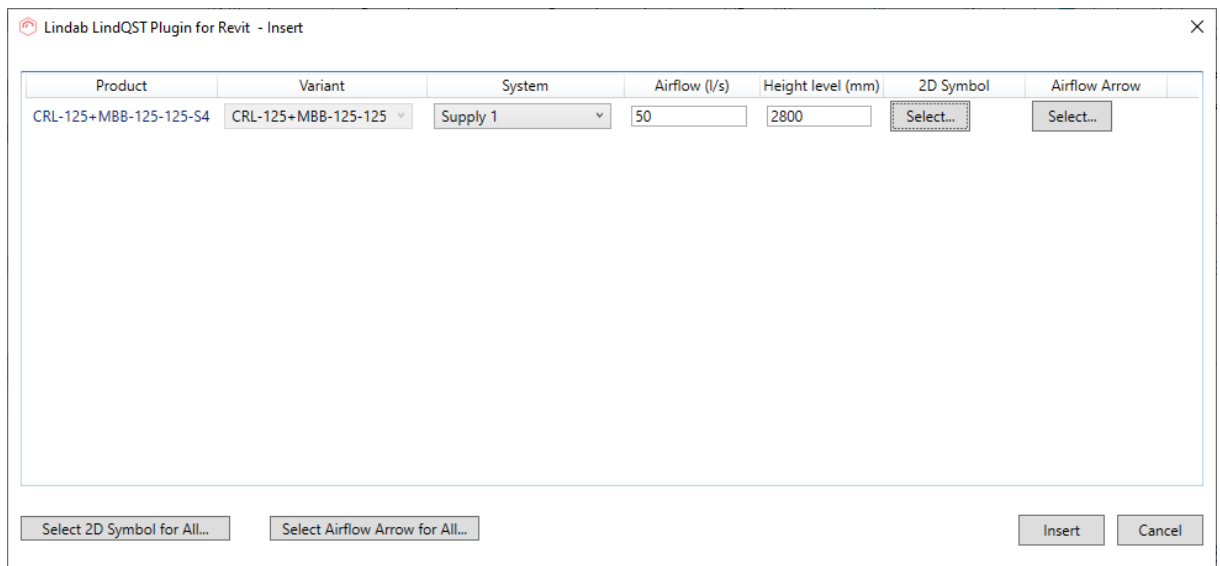 Lindab LindQST Plugin for Revit - Insert
Product Variant System Airflow (l/s) Height level (mm) 2D Symbol Airflow Arrow
CRL-125+MBB-125-125-S4 CRL-125+MBB-125-125 Supply 1 50 2800 Select... Select...
Select 2D Symbol for All... Select Airflow Arrow for All... Insert Cancel